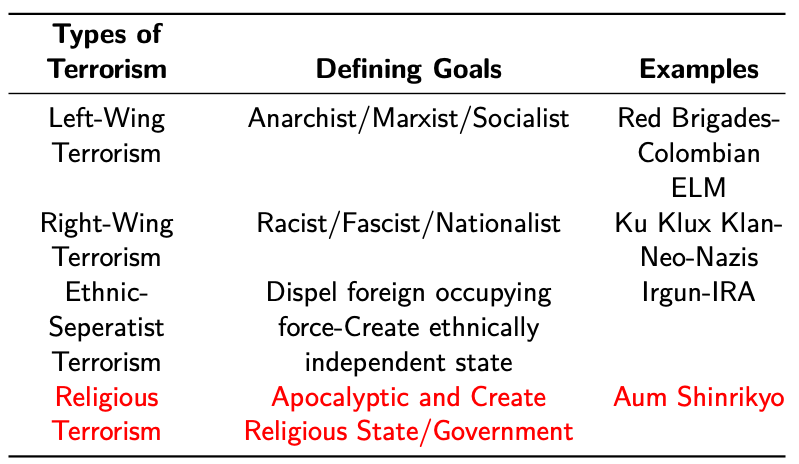 Types of
Terrorism Defining Goals Examples
Left-Wing Anarchist/Marxist/Socialist Red Brigades-
Terrorism Colombian
ELM
Right-Wing Racist/Fascist/Nationalist Ku Klux Klan-
Terrorism Neo-Nazis
Ethnic- Dispel foreign occupying Irgun-IRA
Seperatist force-Create ethnically
Terrorism independent state
Religious Apocalyptic and Create Aum Shinrikyo
Terrorism Religious State/Government